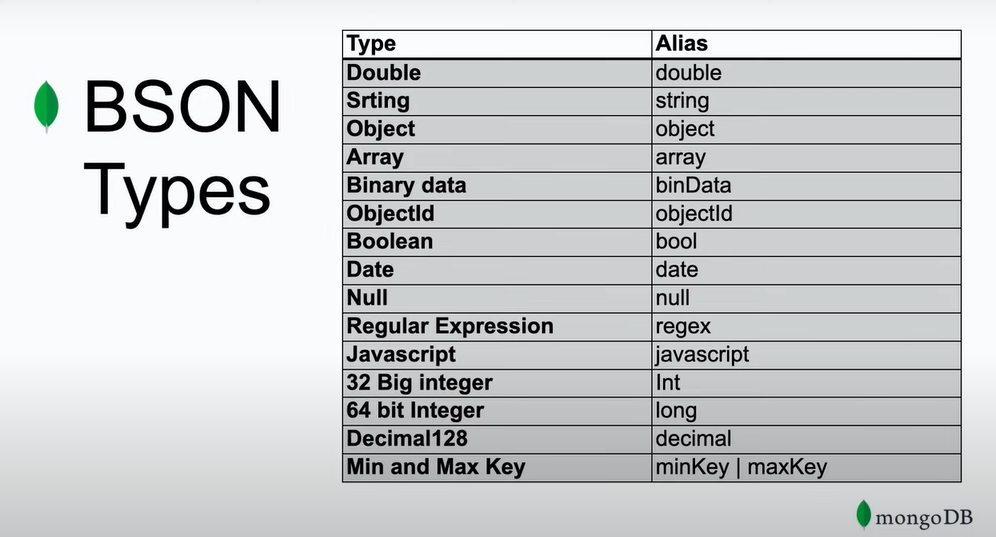 BSON
Types
Type Alias
Double double
Srting string
Object object
Array array
Binary data binData
ObjectId objectId
Boolean bool
Date date
Null null
Regular Expression regex
Javascript javascript
32 Big integer Int
64 bit Integer long
Decimal128 decimal
Min and Max Key minKey | maxKey
mongoDB